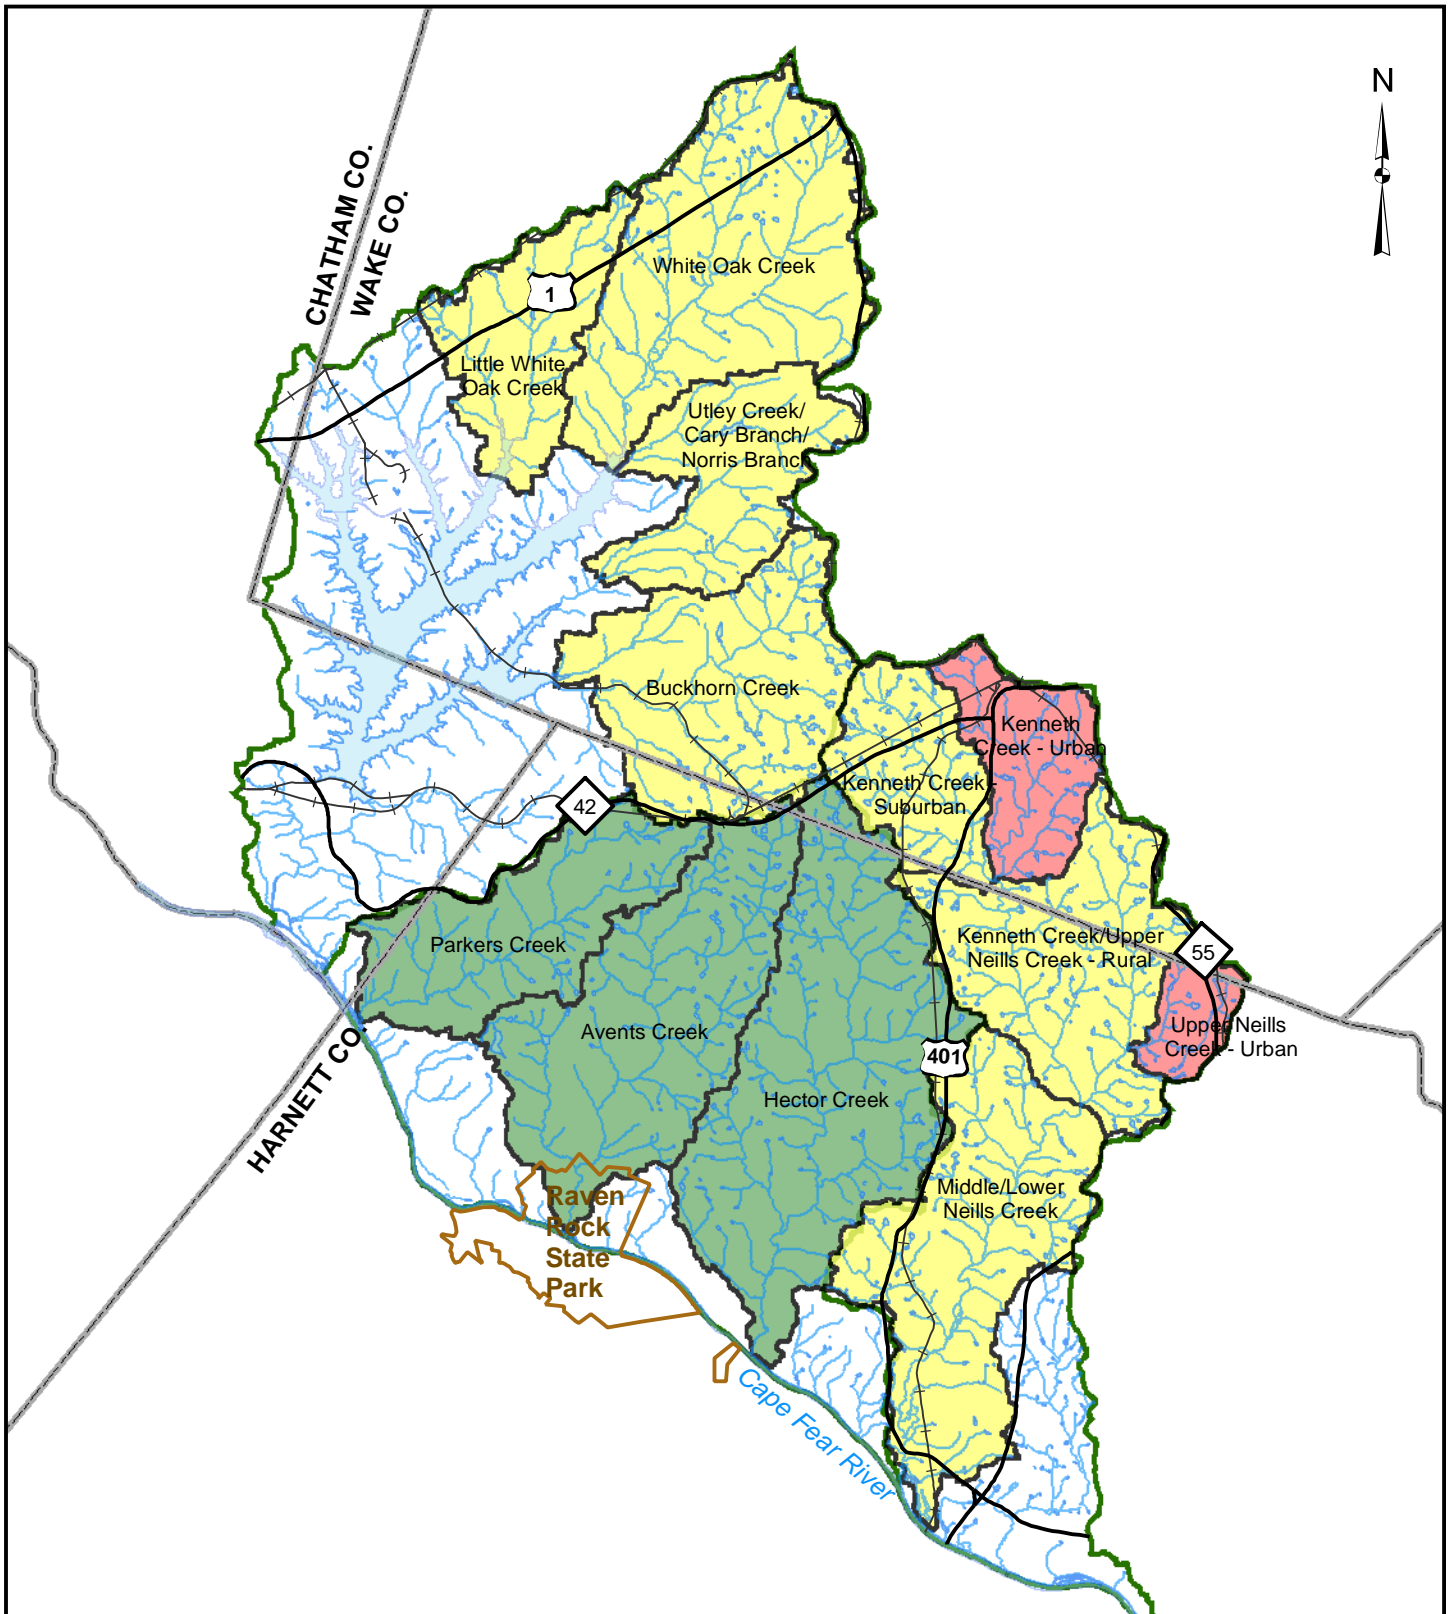 N
CHATHAM CO.
WAKE CO.
White Oak Creek
1
Little White
Oak Creek
Utley Creek/
Cary Branch/
Norris Branch
Buckhorn Creek
Kenneth
Creek - Urban
Kenneth Creek -
Suburban
42
Parkers Creek
Kenneth Creek/Upper
Neills Creek - Rural
55
Avents Creek
Upper Neills
Creek - Urban
401
HARNETT CO.
Hector Creek
Raven
Rock
State
Park
Middle/Lower
Neills Creek
Cape Fear River